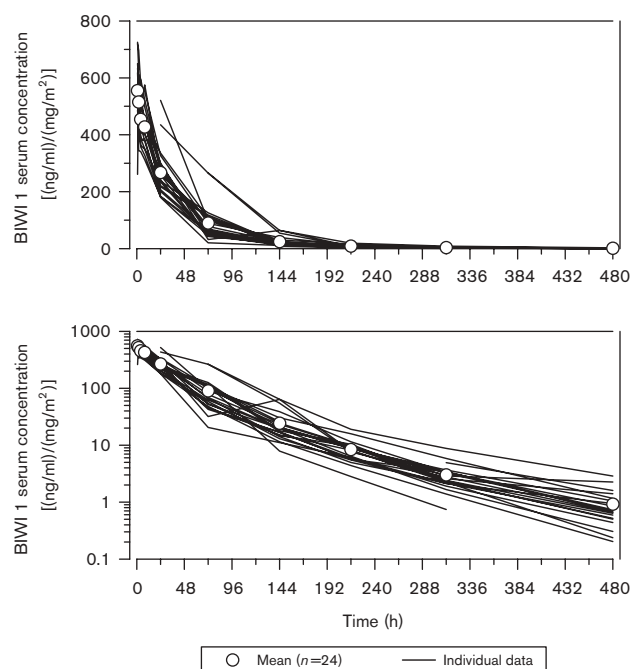 800
600
400
200
0
BIWI 1 serum concentration
[(ng/ml)/(mg/m²)]
0 48 96 144 192 240 288 336 384 432 480
1000
100
10
1
0.1
BIWI 1 serum concentration
[(ng/ml)/(mg/m²)]
0 48 96 144 192 240 288 336 384 432 480
Time (h)
Mean (n=24) Individual data